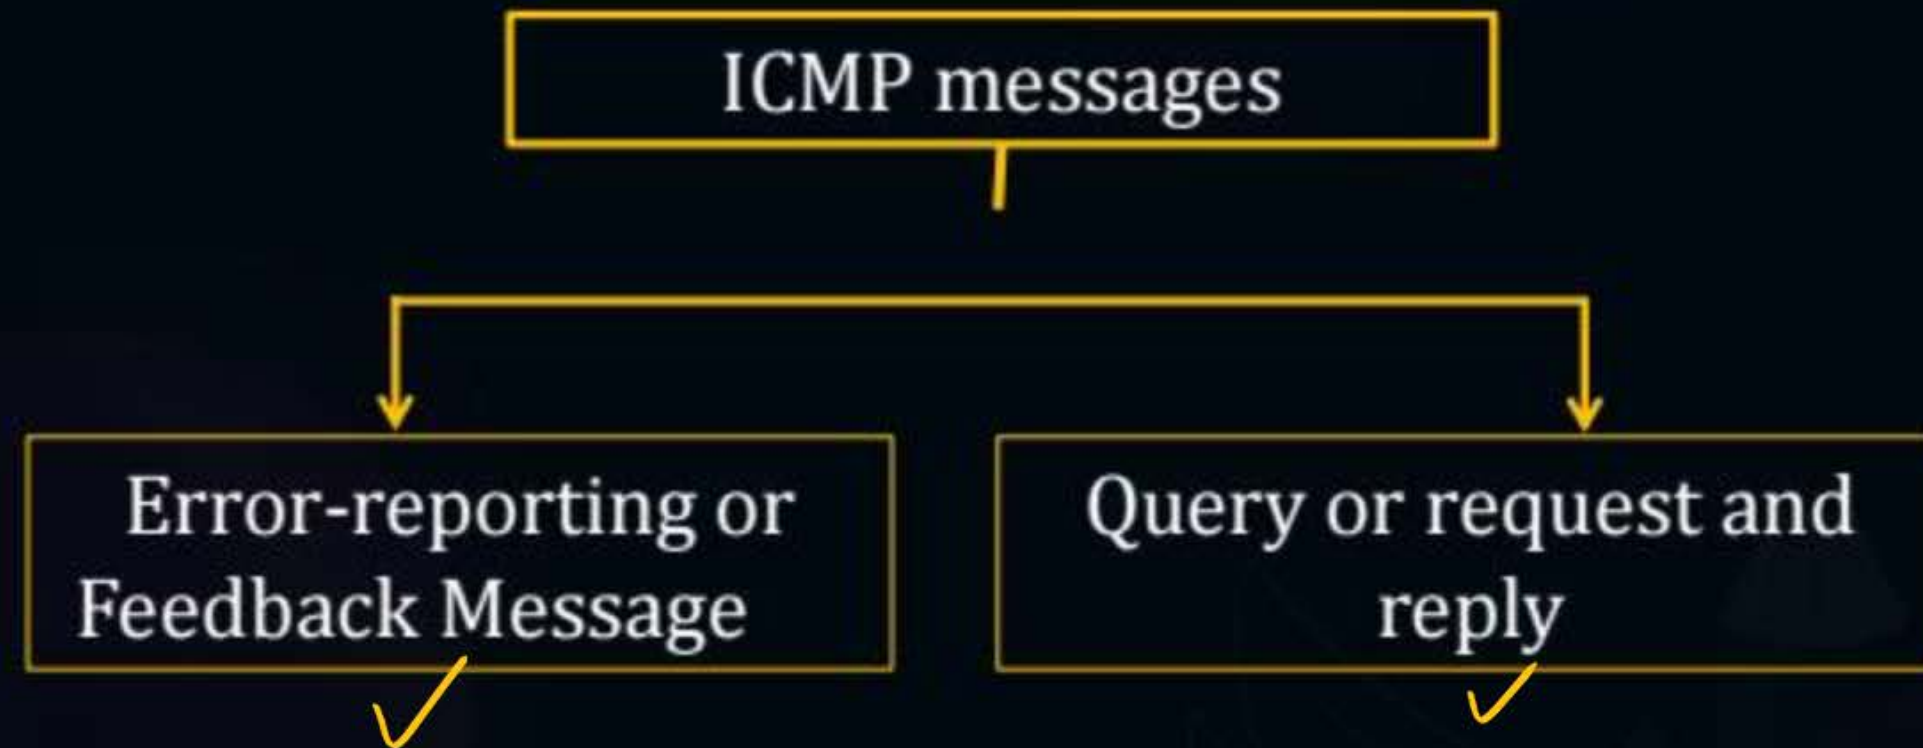 ICMP messages
Error-reporting or
Feedback Message
Query or request and
reply